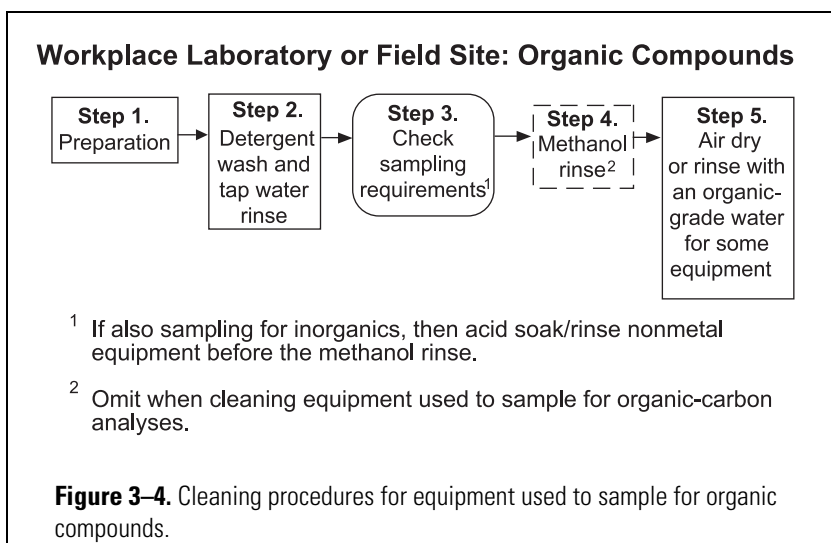 Workplace Laboratory or Field Site: Organic Compounds
Step 1.
Preparation
Step 2.
Detergent
wash and
tap water
rinse
Step 3.
Check
sampling
requirements1
Step 4.
Methanol
rinse2
Step 5.
Air dry
or rinse with
an organic-
grade water
for some
equipment
1 If also sampling for inorganics, then acid soak/rinse nonmetal
equipment before the methanol rinse.
2 Omit when cleaning equipment used to sample for organic-carbon
analyses.
Figure 3–4. Cleaning procedures for equipment used to sample for organic
compounds.